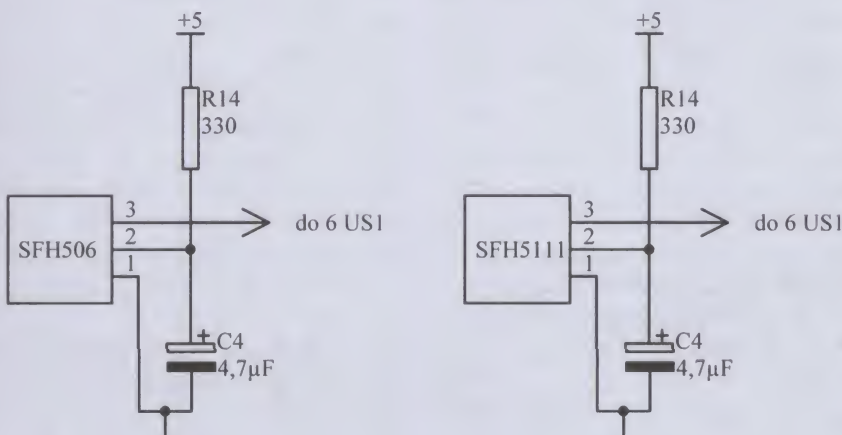 +5
R14
330
3
SFH506
2
1
do 6 US1
+
C4
4,7µF
+5
R14
330
3
SFH5111
2
1
do 6 US1
+
C4
4,7µF